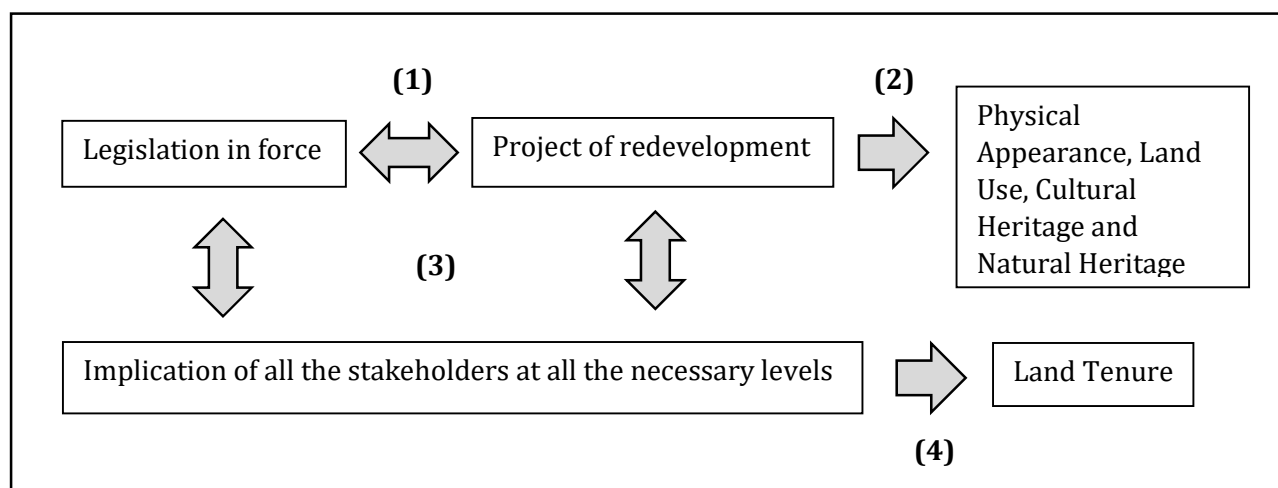 (1)
(2)
Legislation in force
Project of redevelopment
Physical
Appearance, Land
Use, Cultural
Heritage and
Natural Heritage
(3)
Implication of all the stakeholders at all the necessary levels
Land Tenure
(4)